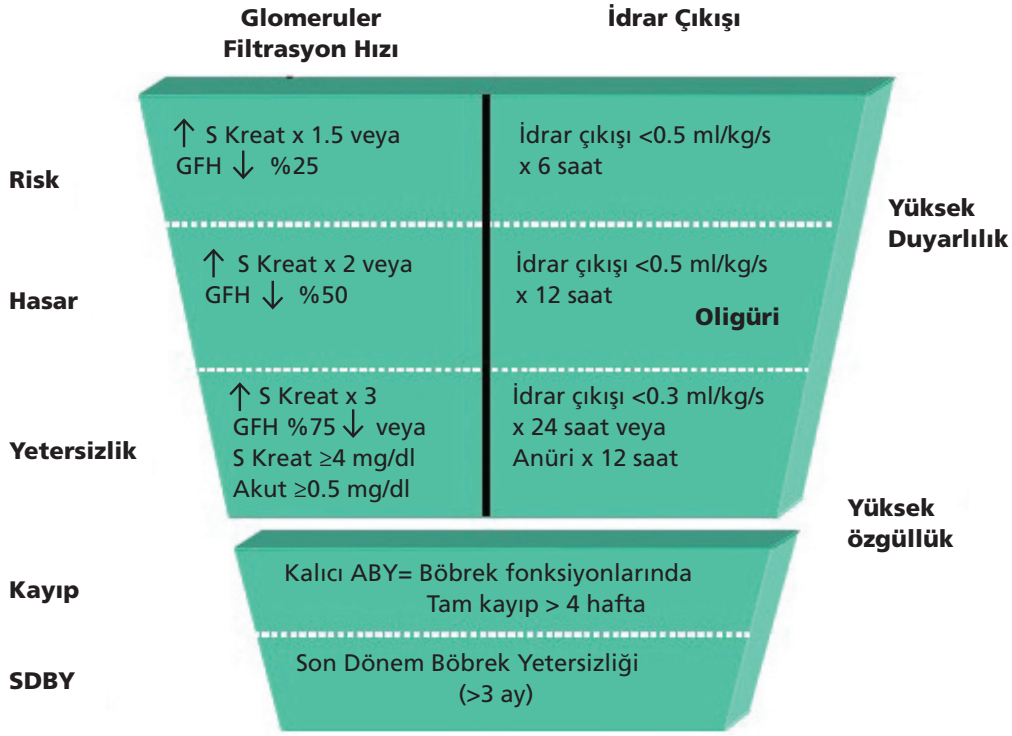 Glomeruler
Filtrasyon Hızı
İdrar Çıkışı
Risk
↑ S Kreat x 1.5 veya
GFH ↓ %25
İdrar çıkışı <0.5 ml/kg/s
x 6 saat
Yüksek
Duyarlılık
Hasar
↑ S Kreat x 2 veya
GFH ↓ %50
İdrar çıkışı <0.5 ml/kg/s
x 12 saat
Oligüri
Yetersizlik
↑ S Kreat x 3
GFH %75 ↓ veya
S Kreat ≥4 mg/dl
Akut ≥0.5 mg/dl
İdrar çıkışı <0.3 ml/kg/s
x 24 saat veya
Anüri x 12 saat
Yüksek
özgüllük
Kayıp
Kalıcı ABY= Böbrek fonksiyonlarında
Tam kayıp > 4 hafta
SDBY
Son Dönem Böbrek Yetersizliği
(>3 ay)